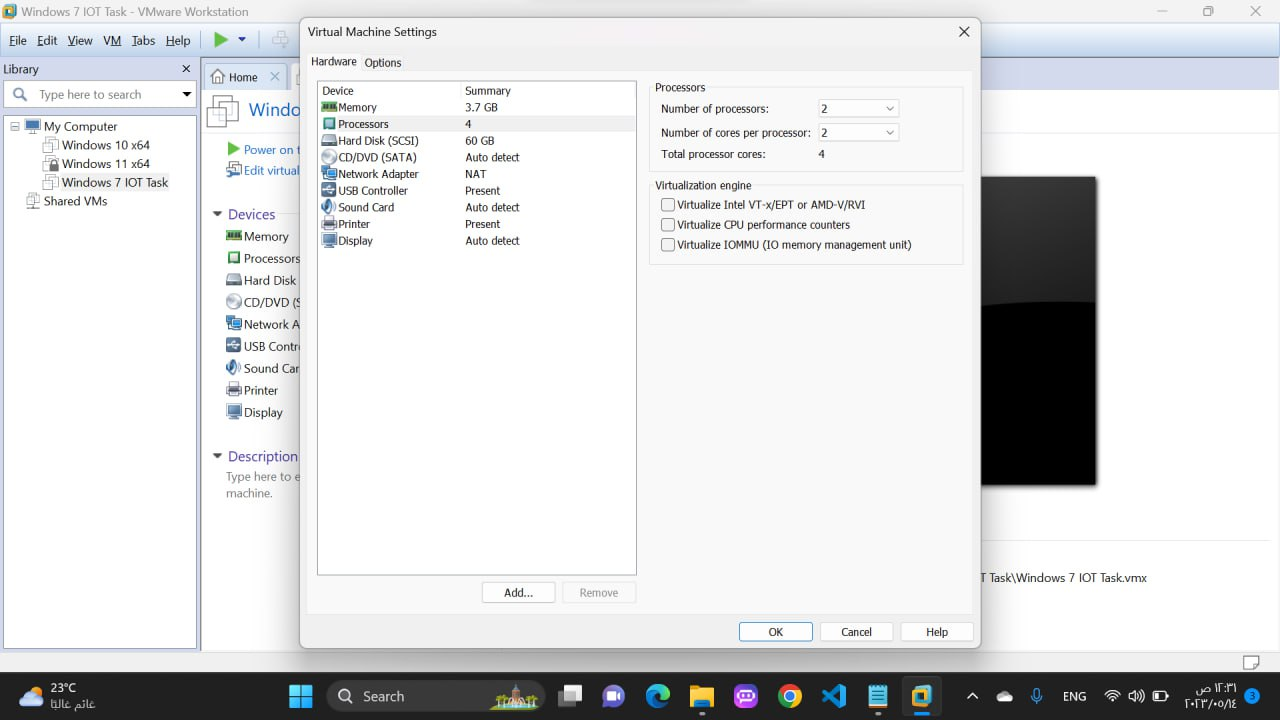 Windows 7 IOT Task - VMware Workstation
File Edit View VM Tabs Help
Library
Type here to search
My Computer
Windows 10 x64
Windows 11 x64
Windows 7 IOT Task
Shared VMs
Home
Windo
Power on t
Edit virtual
Devices
Memory
Processors
Hard Disk
CD/DVD (S
Network A
USB Contr
Sound Car
Printer
Display
Description
Type here to e
machine.
Virtual Machine Settings
Hardware Options
Device Summary
Memory 3.7 GB
Processors 4
Hard Disk (SCSI) 60 GB
CD/DVD (SATA) Auto detect
Network Adapter NAT
USB Controller Present
Sound Card Auto detect
Printer Present
Display Auto detect
Add... Remove
Processors
Number of processors: 2
Number of cores per processor: 2
Total processor cores: 4
Virtualization engine
Virtualize Intel VT-x/EPT or AMD-V/RVI
Virtualize CPU performance counters
Virtualize IOMMU (IO memory management unit)
OK Cancel Help
T Task\Windows 7 IOT Task.vmx
23°C
غائم غالبًا
Search
ENG
١٢:٣١ ص
٢٠٢٣/٠٥/١٤
3